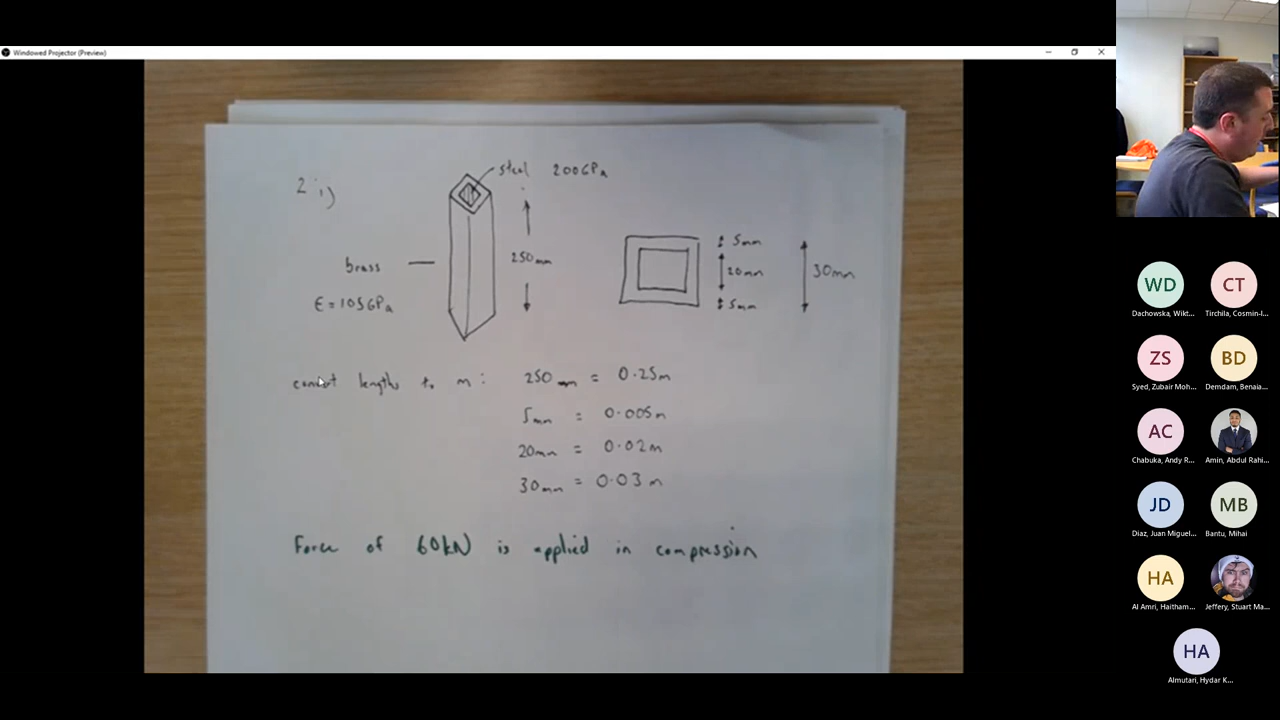 Windowed Projector (Preview)
2 i)
steel 200GPa
brass
E = 105GPa
250mm
5mm
20mm
5mm
30mm
convert lengths to m: 250mm = 0.25m
5mm = 0.005m
20mm = 0.02m
30mm = 0.03m
Force of 60kN is applied in compression
WD
Dachowska, Wikt...
CT
Tirchila, Cosmin-I...
ZS
Syed, Zubair Moh...
BD
Demdam, Benaia...
AC
Chabuka, Andy R...
Amin, Abdul Rahi...
JD
Diaz, Juan Miguel...
MB
Bantu, Mihai
HA
Al Amri, Haitham...
Jeffery, Stuart Ma...
HA
Almutari, Hydar K...